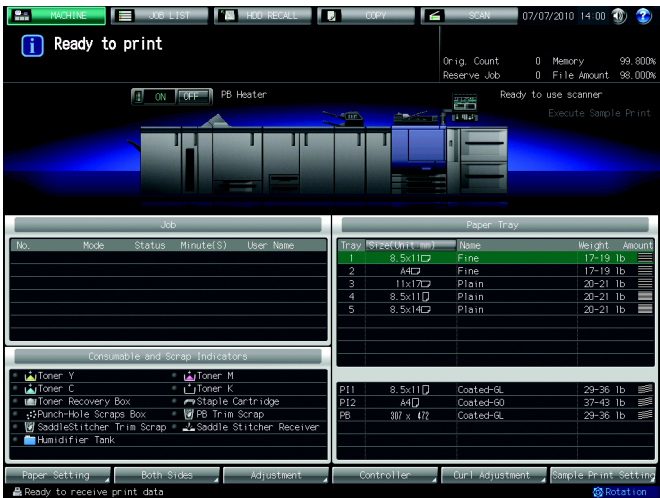 MACHINE JOB LIST HDD RECALL COPY SCAN 07/07/2010 14:00
Ready to print
Orig. Count 0 Memory 99.800%
Reserve Job 0 File Amount 98.000%
ON OFF PB Heater
Ready to use scanner
Execute Sample Print
Job
No. Mode Status Minute(S) User Name
Paper Tray
Tray Size(Unit:mm) Name Weight Amount
1 8.5x11 Fine 17-19 lb
2 A4 Fine 17-19 lb
3 11x17 Plain 20-21 lb
4 8.5x11 Plain 20-21 lb
5 8.5x14 Plain 20-21 lb
PI1 8.5x11 Coated-GL 29-36 lb
PI2 A4 Coated-GO 37-43 lb
PB 307 x 472 Coated-GL 29-36 lb
Consumable and Scrap Indicators
Toner Y Toner M
Toner C Toner K
Toner Recovery Box Staple Cartridge
Punch-Hole Scraps Box PB Trim Scrap
SaddleStitcher Trim Scrap Saddle Stitcher Receiver
Humidifier Tank
Paper Setting Both Sides Adjustment Controller Curl Adjustment Sample Print Setting
Ready to receive print data
Rotation